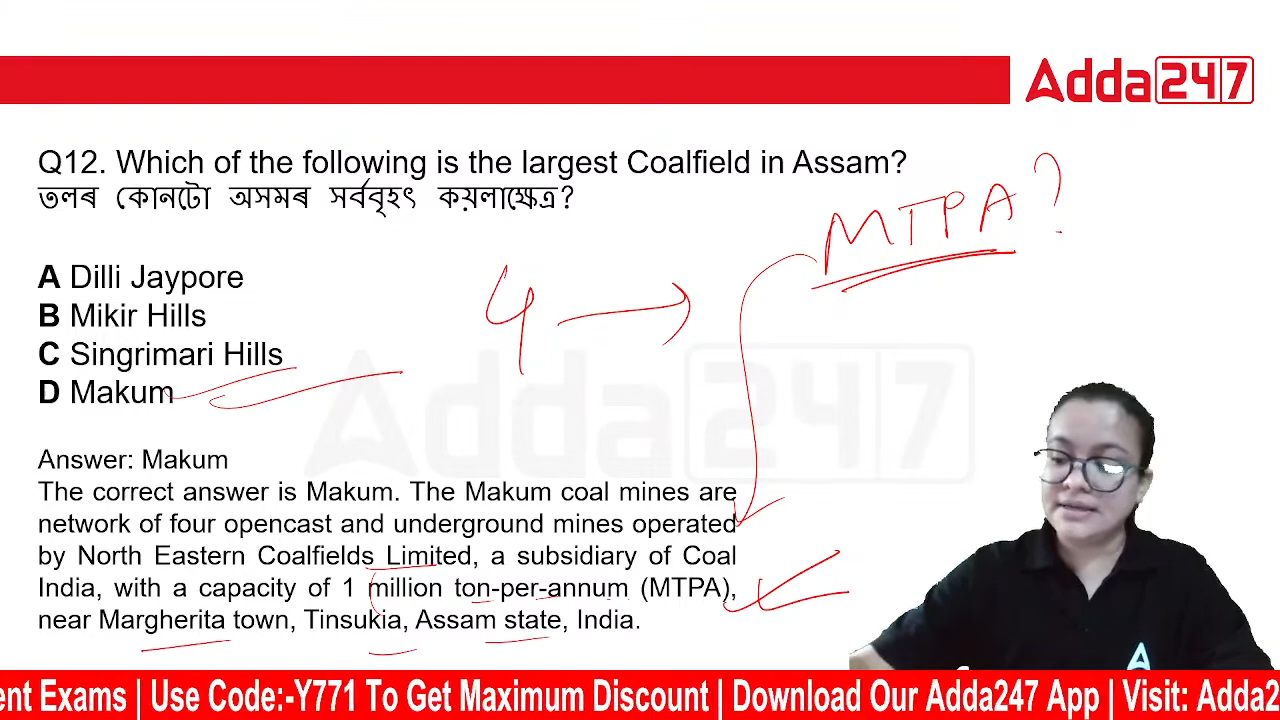 Adda247
Q12. Which of the following is the largest Coalfield in Assam?
তলৰ কোনটো অসমৰ সৰ্ববৃহৎ কয়লাক্ষেত্ৰ?
MTPA?
A Dilli Jaypore
B Mikir Hills
C Singrimari Hills
D Makum
4
Adda247
Answer: Makum
The correct answer is Makum. The Makum coal mines are
network of four opencast and underground mines operated
by North Eastern Coalfields Limited, a subsidiary of Coal
India, with a capacity of 1 million ton-per-annum (MTPA),
near Margherita town, Tinsukia, Assam state, India.
ent Exams | Use Code:-Y771 To Get Maximum Discount | Download Our Adda247 App | Visit: Adda2